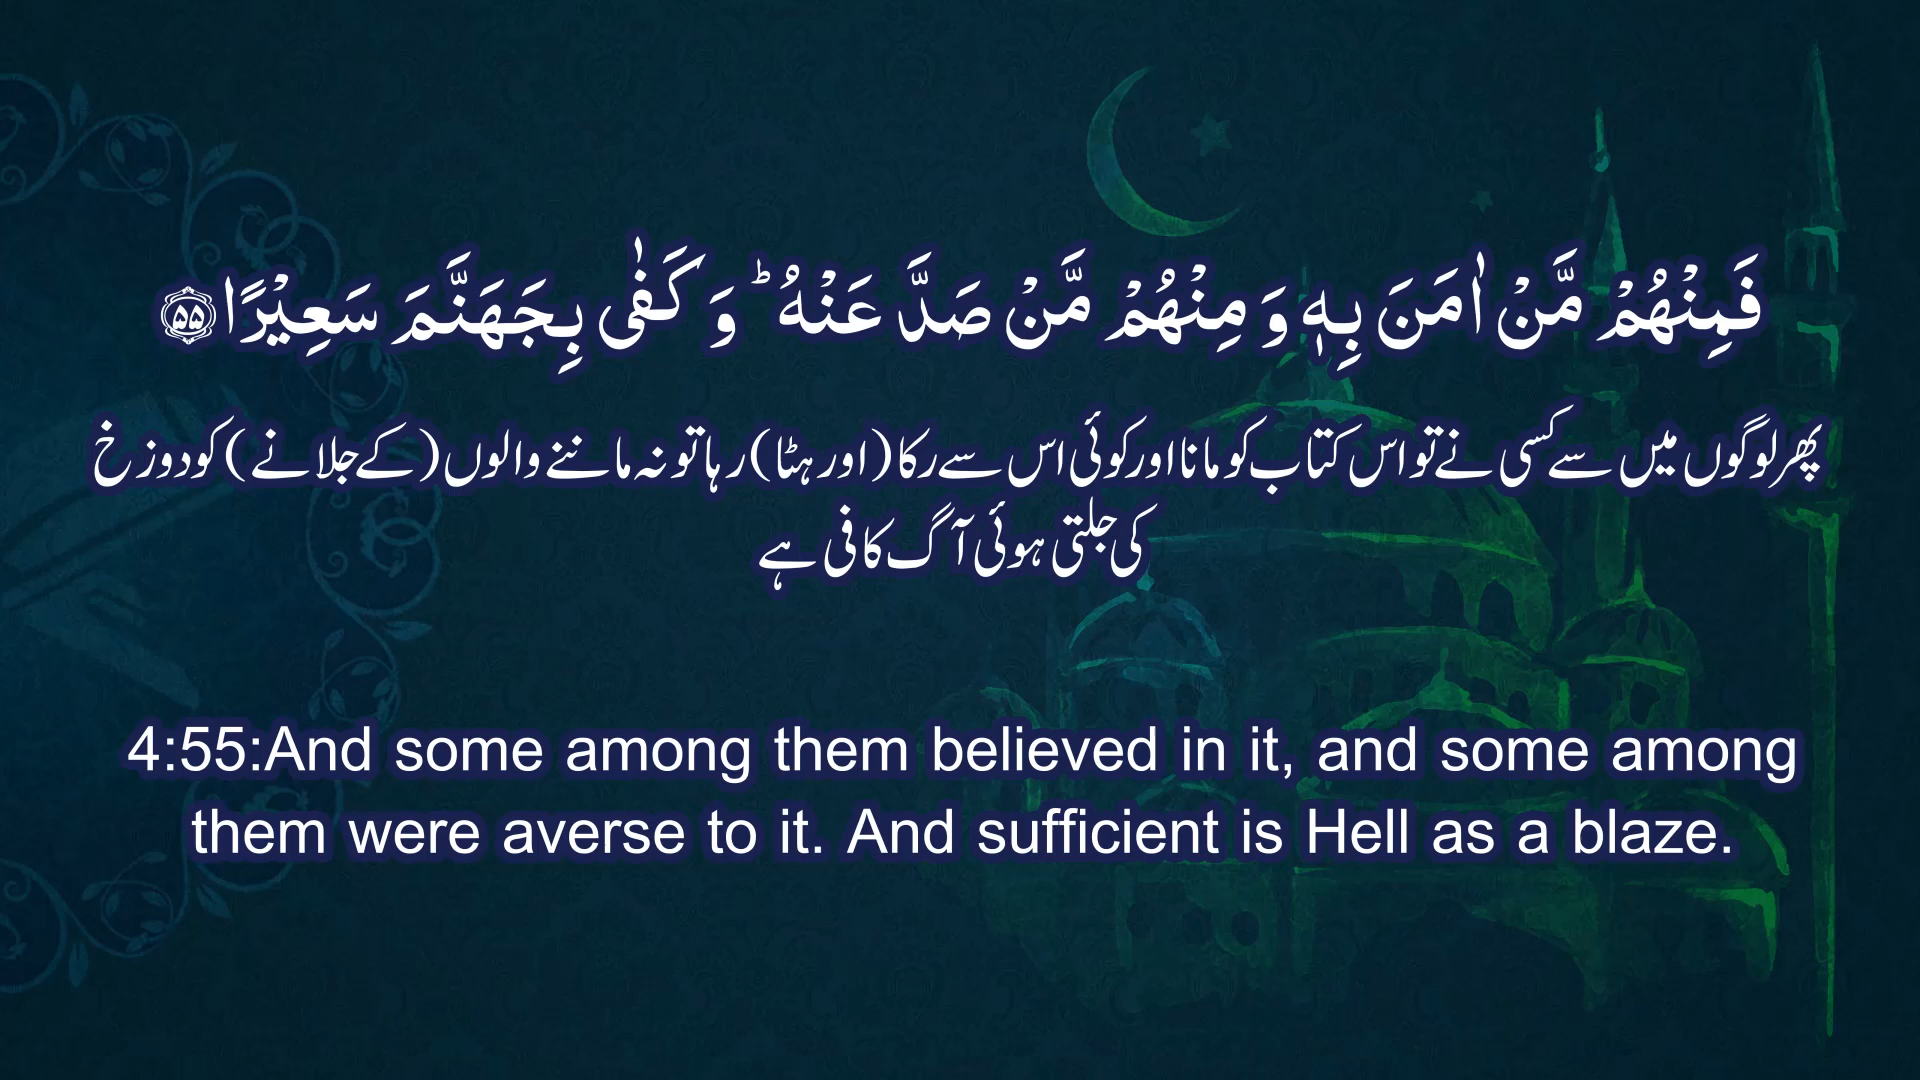 فَمِنْهُمْ مَّنْ اٰمَنَ بِهٖ وَ مِنْهُمْ مَّنْ صَدَّ عَنْهُ ؕ وَ كَفٰى بِجَهَنَّمَ سَعِیْرًا ﴿۵۵﴾
پھر لوگوں میں سے کسی نے تو اس کتاب کو مانا اور کوئی اس سے رکا (اور ہٹا) رہا تو نہ ماننے والوں (کے جلانے) کو دوزخ
کی جلتی ہوئی آگ کافی ہے
4:55:And some among them believed in it, and some among
them were averse to it. And sufficient is Hell as a blaze.